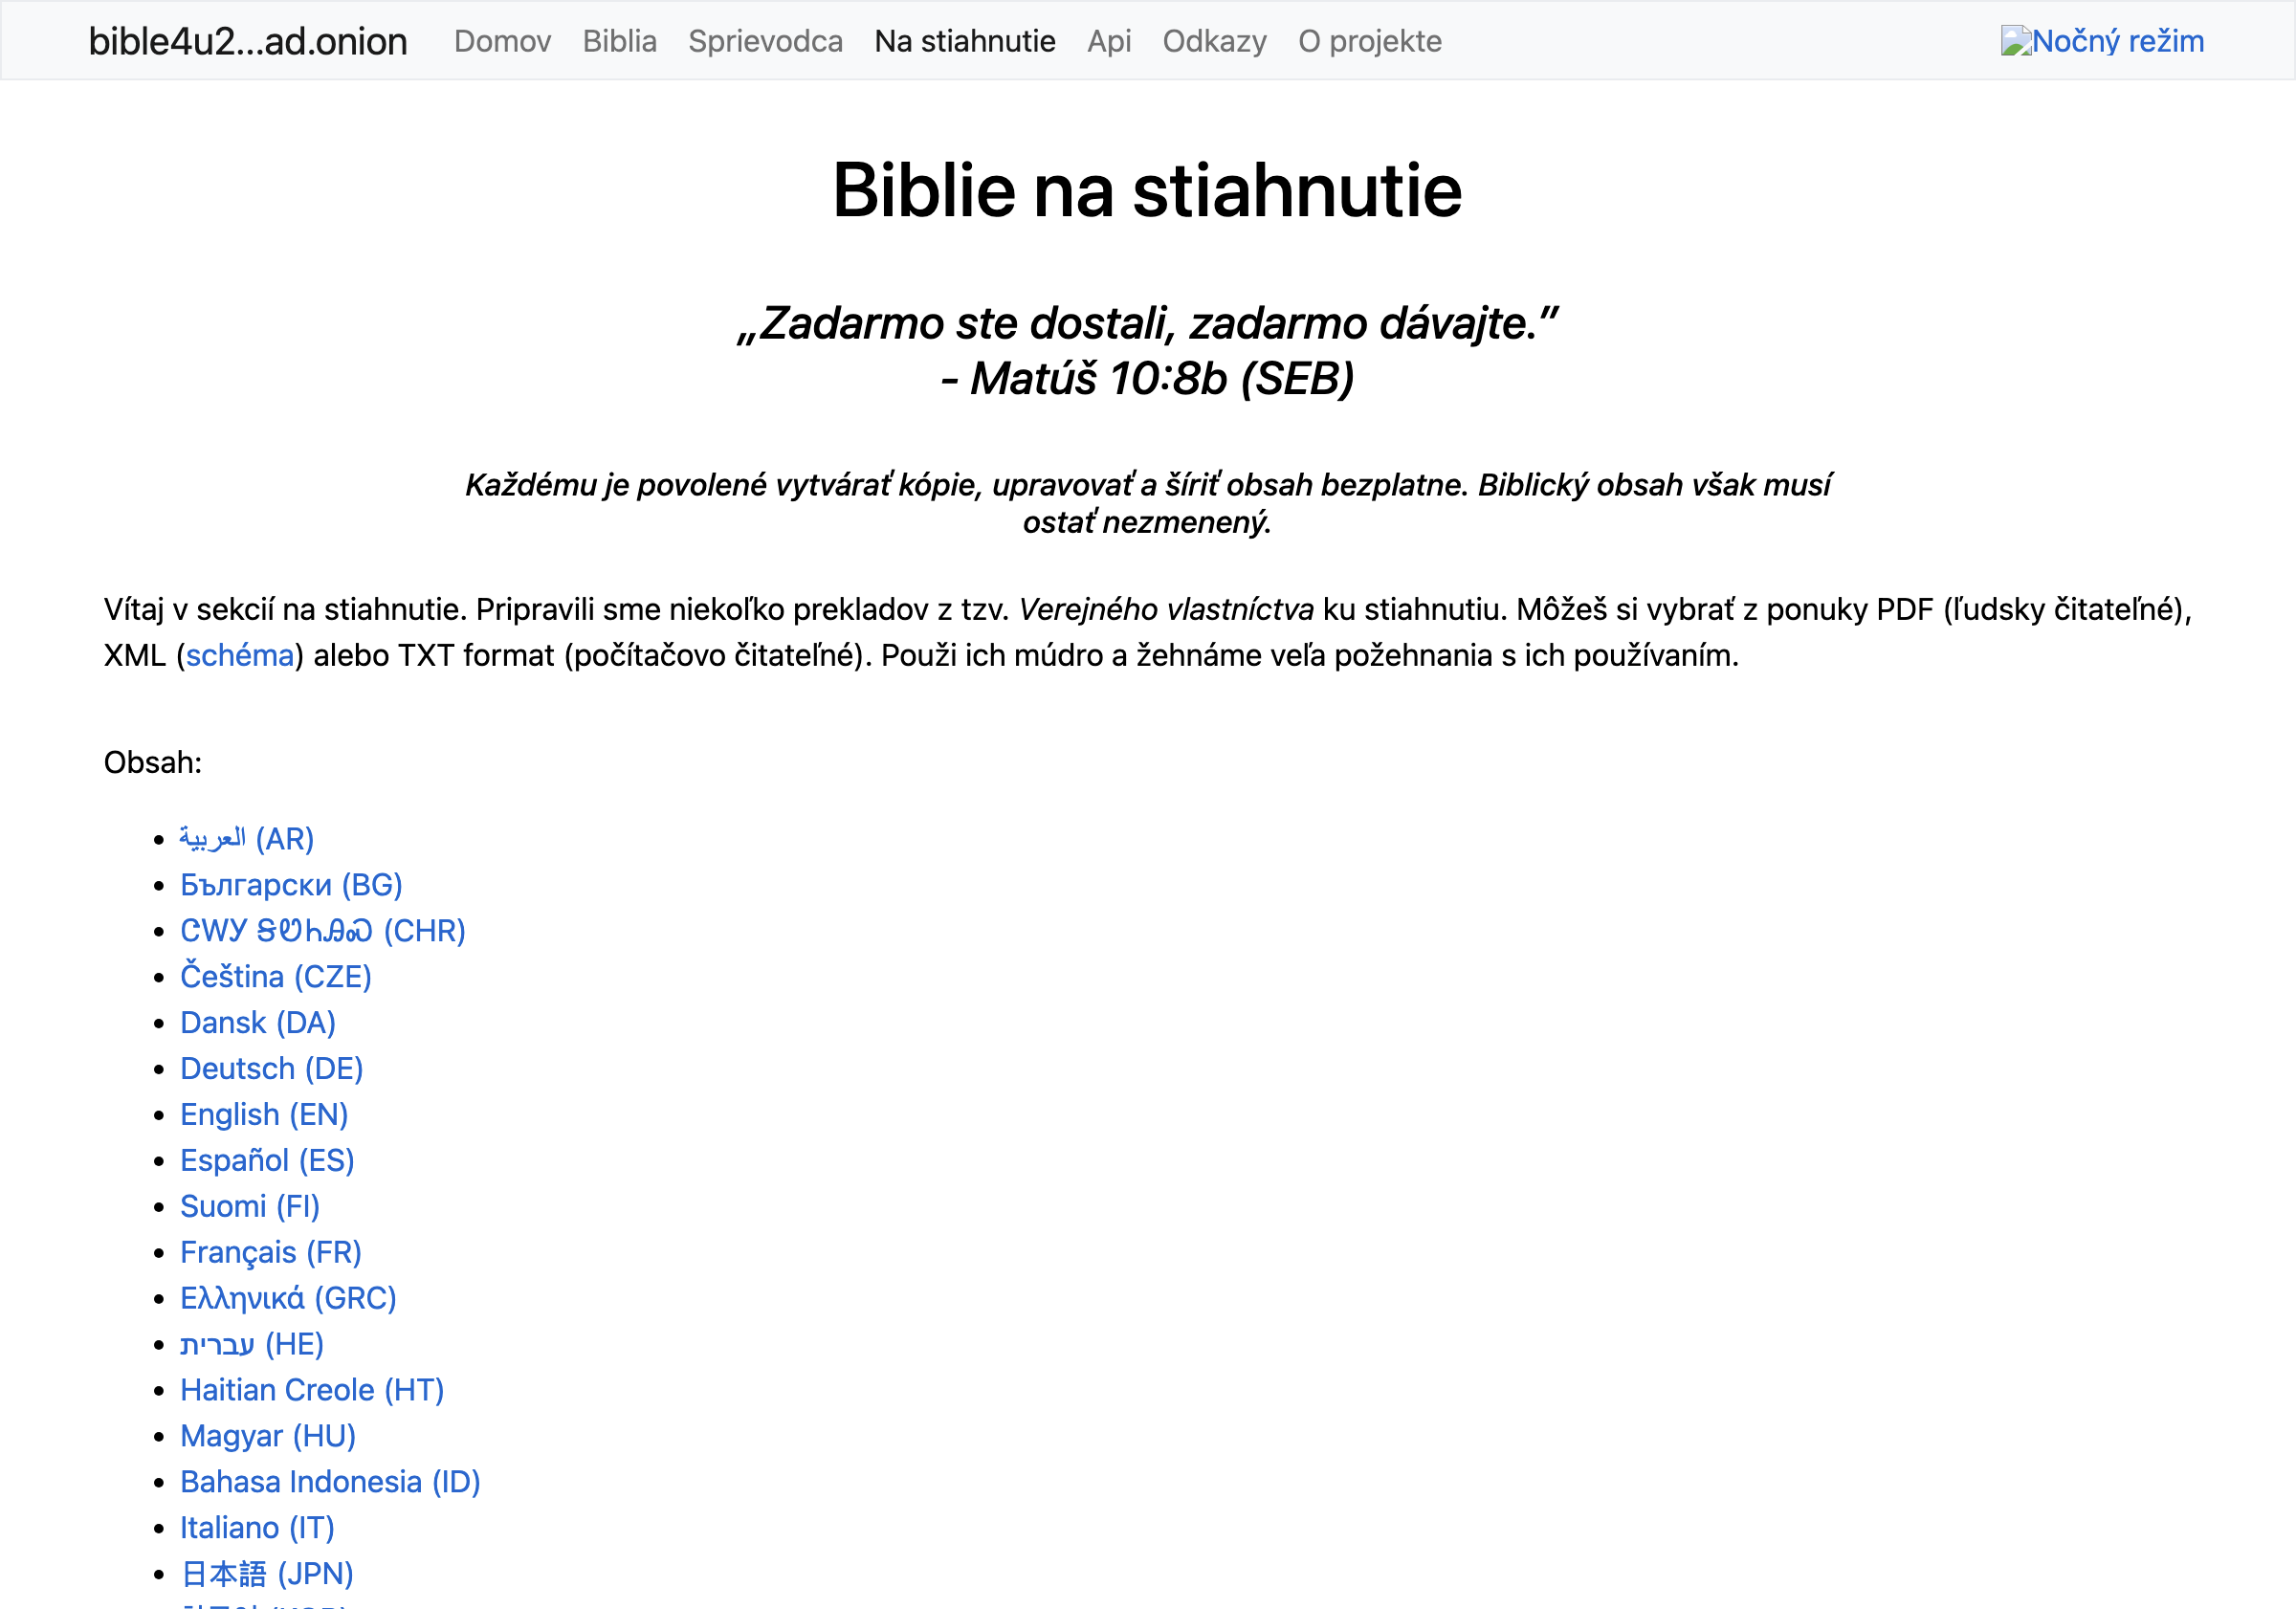 bible4u2...ad.onion Domov Biblia Sprievodca Na stiahnutie Api Odkazy O projekte Nočný režim
Biblie na stiahnutie
„Zadarmo ste dostali, zadarmo dávajte.”
- Matúš 10:8b (SEB)
Každému je povolené vytvárať kópie, upravovať a šíriť obsah bezplatne. Biblický obsah však musí
ostať nezmenený.
Vítaj v sekcií na stiahnutie. Pripravili sme niekoľko prekladov z tzv. Verejného vlastníctva ku stiahnutiu. Môžeš si vybrať z ponuky PDF (ľudsky čitateľné),
XML (schéma) alebo TXT format (počítačovo čitateľné). Použi ich múdro a žehnáme veľa požehnania s ich používaním.
Obsah:
العربية (AR)
Български (BG)
ᏣᎳᎩ ᎦᏬᏂᎯᏍ (CHR)
Čeština (CZE)
Dansk (DA)
Deutsch (DE)
English (EN)
Español (ES)
Suomi (FI)
Français (FR)
Ελληνικά (GRC)
עברית (HE)
Haitian Creole (HT)
Magyar (HU)
Bahasa Indonesia (ID)
Italiano (IT)
日本語 (JPN)